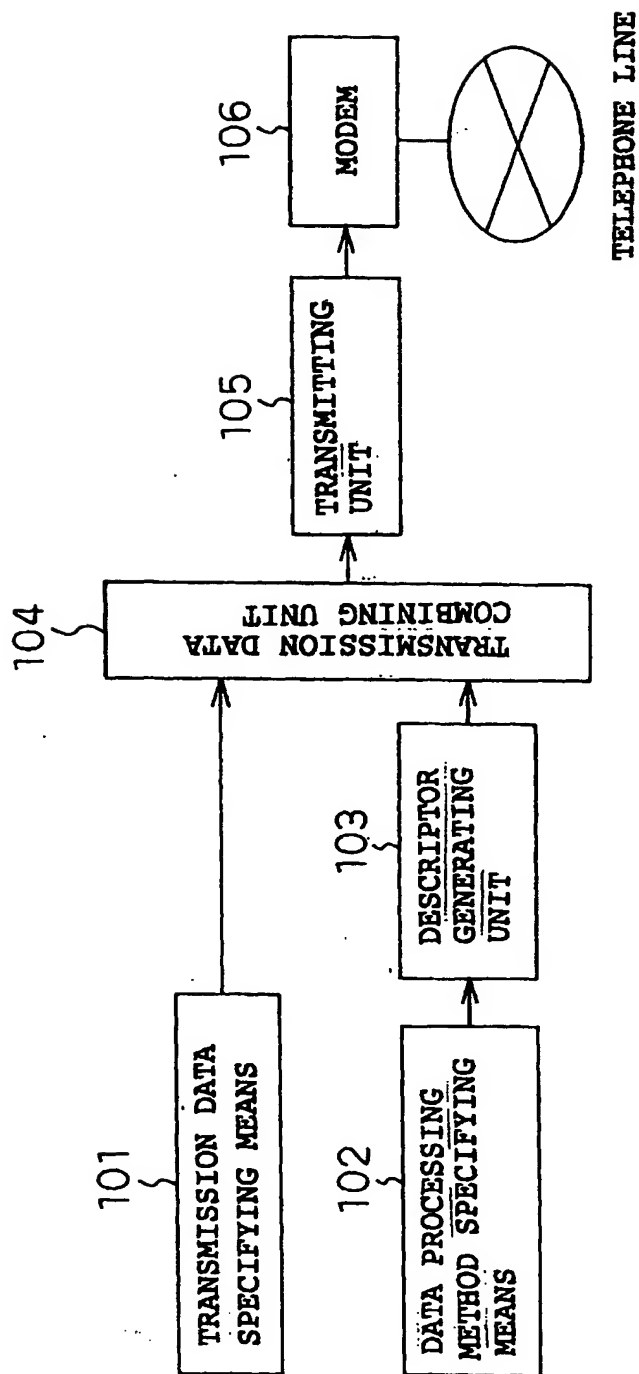 101
TRANSMISSION DATA
SPECIFYING MEANS
102
DATA PROCESSING
METHOD SPECIFYING
MEANS
103
DESCRIPTOR
GENERATING
UNIT
104
TRANSMISSION DATA
COMBINING UNIT
105
TRANSMITTING
UNIT
106
MODEM
TELEPHONE LINE